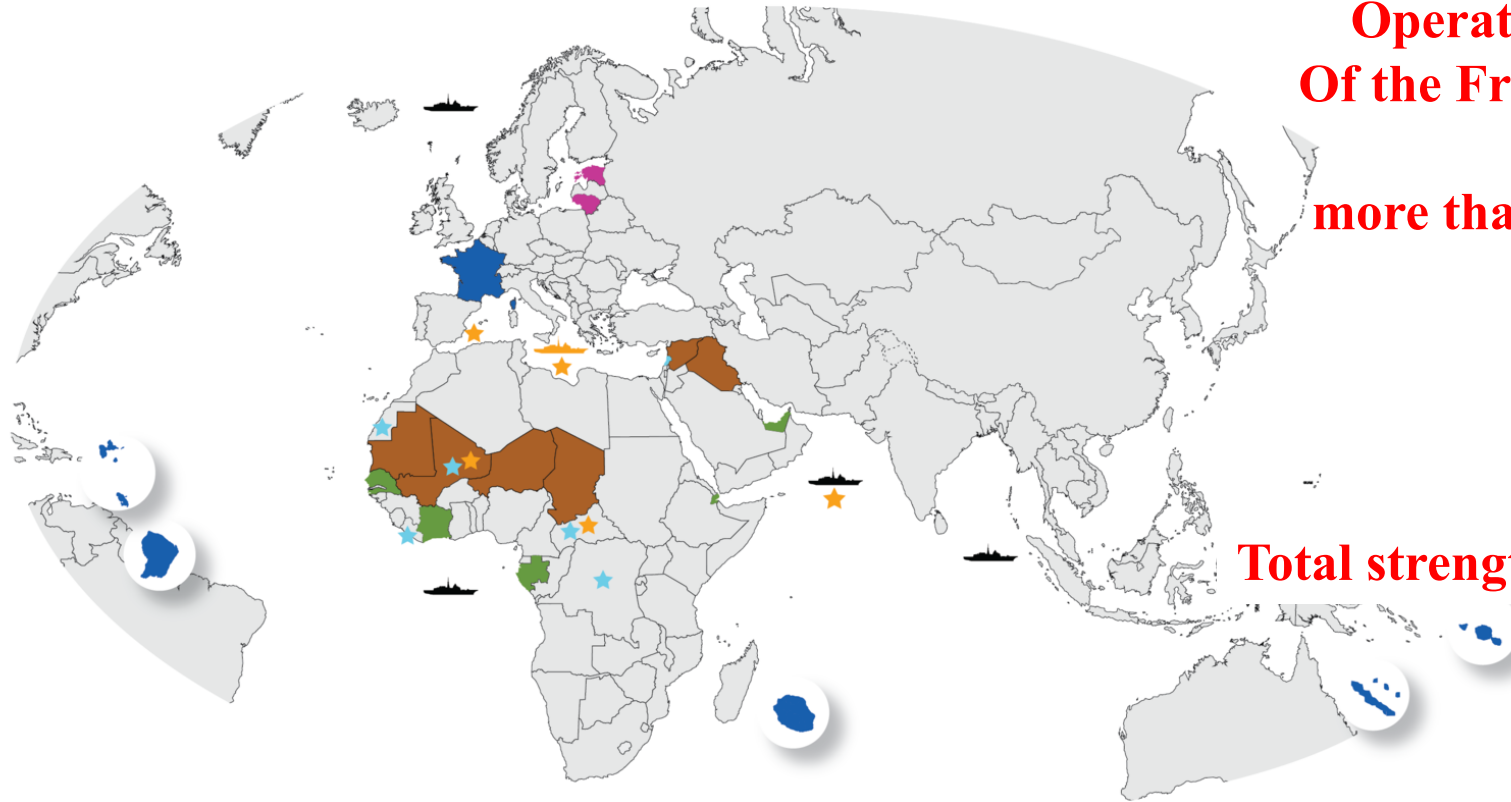 Operat
Of the Fr
more tha
Total strengt